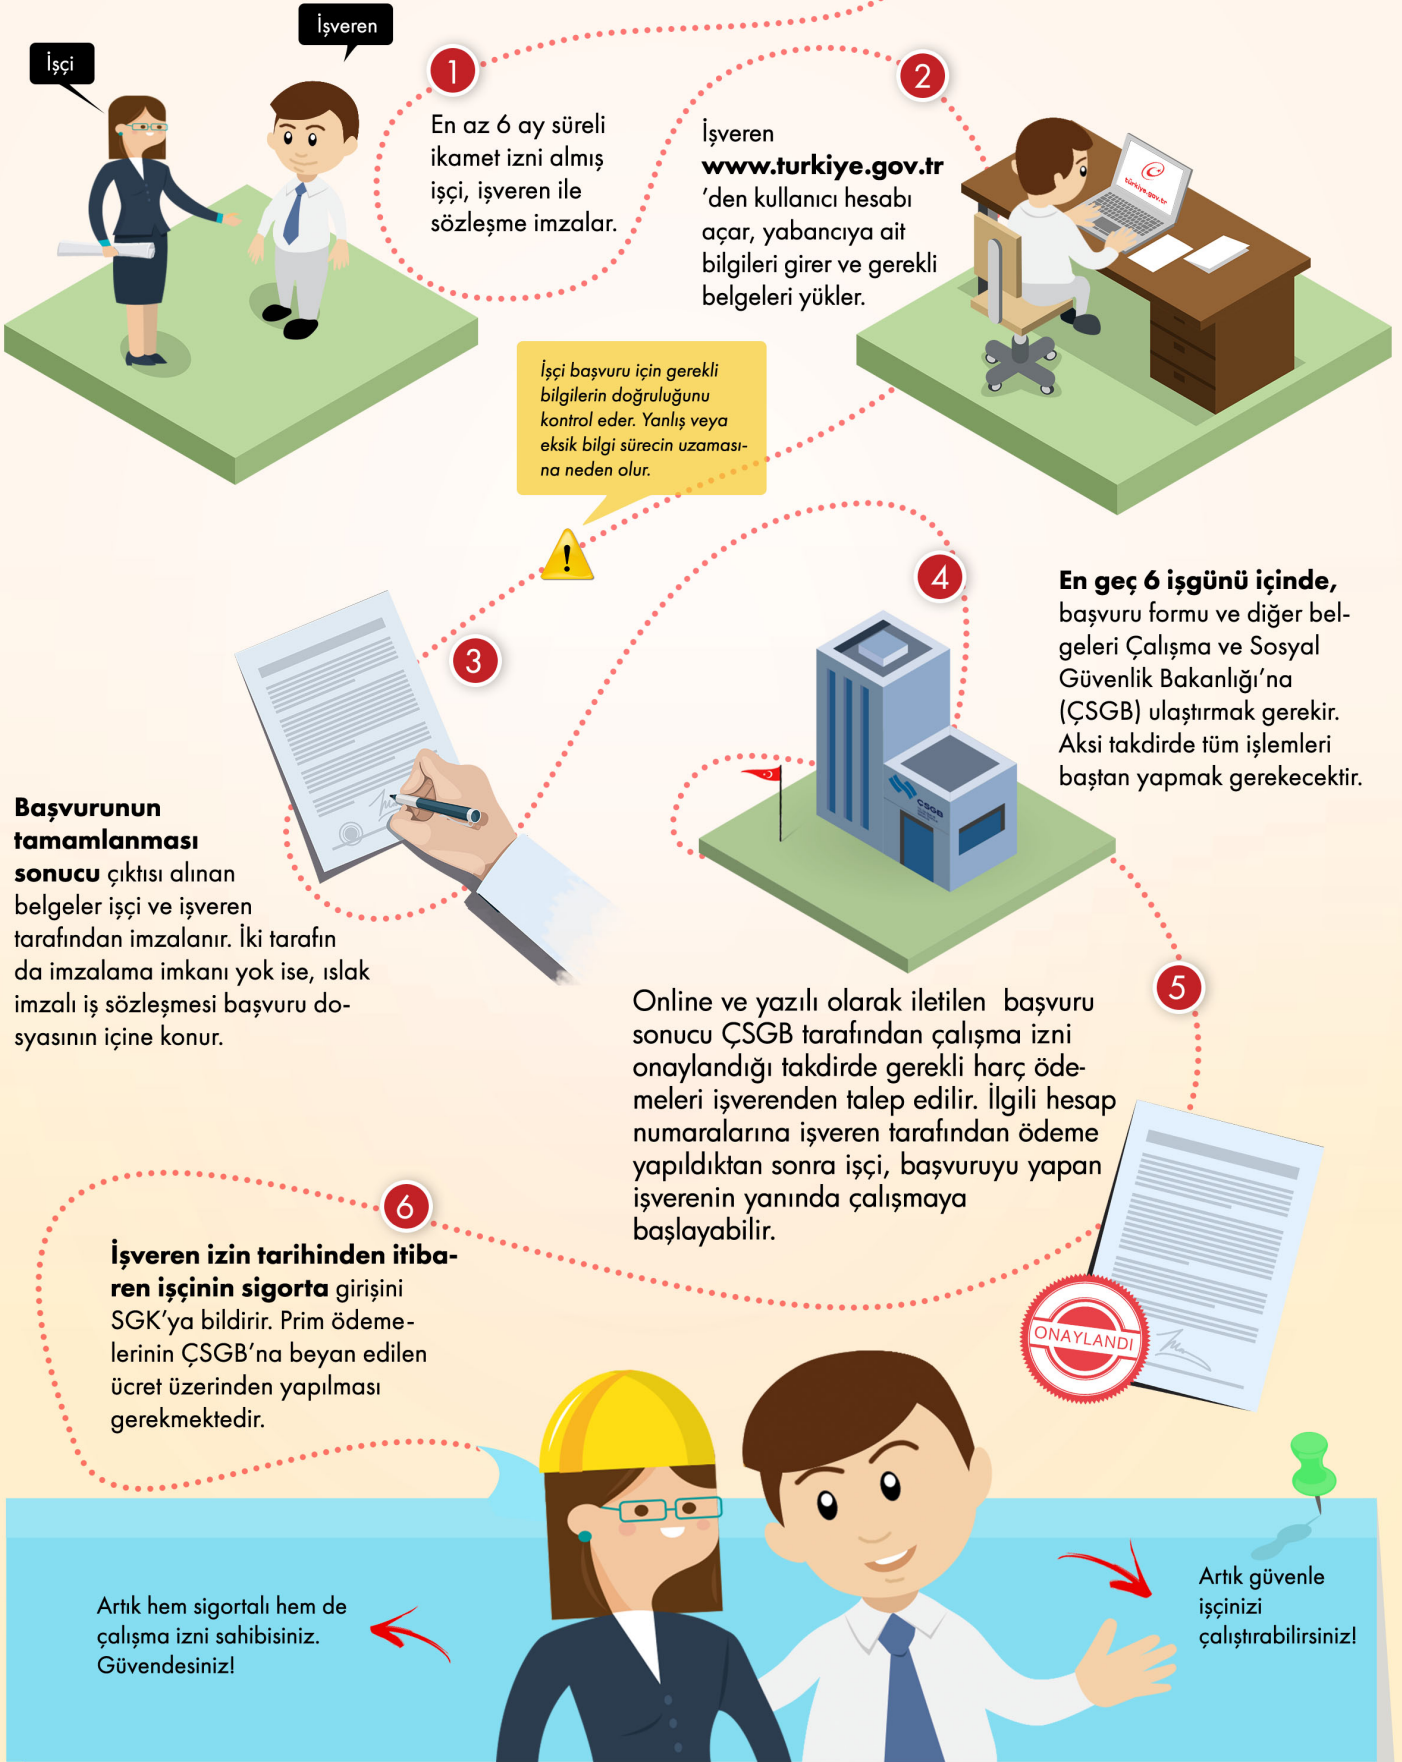 İşçi
İşveren
1
En az 6 ay süreli
ikamet izni almış
işçi, işveren ile
sözleşme imzalar.
2
İşveren
www.turkiye.gov.tr
'den kullanıcı hesabı
açar, yabancıya ait
bilgileri girer ve gerekli
belgeleri yükler.
türkiye.gov.tr
İşçi başvuru için gerekli
bilgilerin doğruluğunu
kontrol eder. Yanlış veya
eksik bilgi sürecin uzaması-
na neden olur.
!
3
Başvurunun
tamamlanması
sonucu çıktısı alınan
belgeler işçi ve işveren
tarafından imzalanır. İki tarafın
da imzalama imkanı yok ise, ıslak
imzalı iş sözleşmesi başvuru do-
syasının içine konur.
4
En geç 6 işgünü içinde,
başvuru formu ve diğer bel-
geleri Çalışma ve Sosyal
Güvenlik Bakanlığı'na
(ÇSGB) ulaştırmak gerekir.
Aksi takdirde tüm işlemleri
baştan yapmak gerekecektir.
ÇSGB
5
Online ve yazılı olarak iletilen başvuru
sonucu ÇSGB tarafından çalışma izni
onaylandığı takdirde gerekli harç öde-
meleri işverenden talep edilir. İlgili hesap
numaralarına işveren tarafından ödeme
yapıldıktan sonra işçi, başvuruyu yapan
işverenin yanında çalışmaya
başlayabilir.
ONAYLANDI
6
İşveren izin tarihinden itiba-
ren işçinin sigorta girişini
SGK'ya bildirir. Prim ödeme-
lerinin ÇSGB'na beyan edilen
ücret üzerinden yapılması
gerekmektedir.
Artık hem sigortalı hem de
çalışma izni sahibisiniz.
Güvendesiniz!
Artık güvenle
işçinizi
çalıştırabilirsiniz!